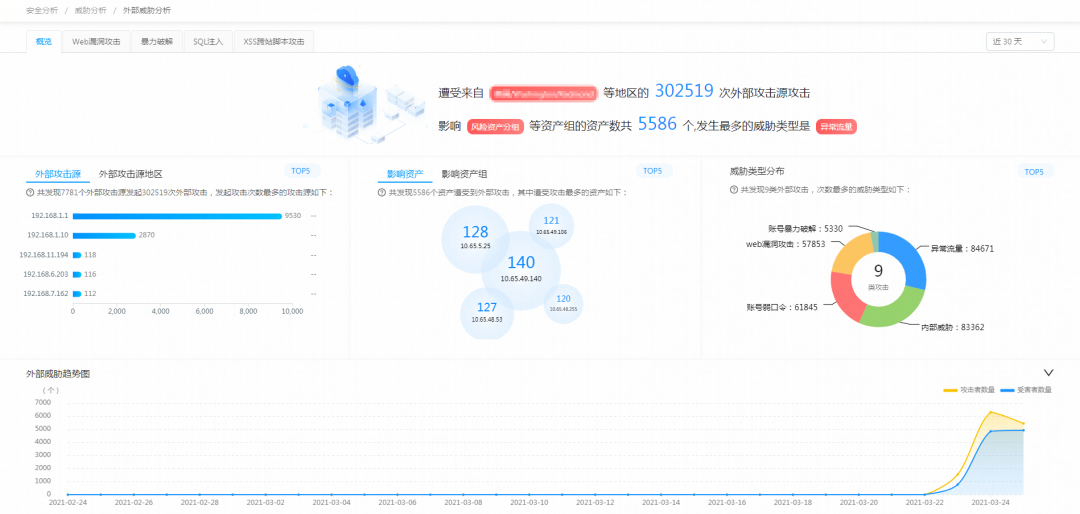 安全分析 / 威胁分析 / 外部威胁分析
概览 Web漏洞攻击 暴力破解 SQL注入 XSS跨站脚本攻击
近 30 天
遭受来自 等地区的 302519 次外部攻击源攻击
影响 风险资产分组 等资产组的资产数共 5586 个,发生最多的威胁类型是 异常流量
外部攻击源 外部攻击源地区 TOP5
共发现7781个外部攻击源发起302519次外部攻击，发起攻击次数最多的攻击源如下：
192.168.1.1 9530 --
192.168.1.10 2870 --
192.168.11.194 118 --
192.168.6.203 116 --
192.168.7.162 112 --
0 2,000 4,000 6,000 8,000 10,000
影响资产 影响资产组 TOP5
共发现5586个资产遭受到外部攻击，其中遭受攻击最多的资产如下：
128
10.65.5.25
121
10.65.49.106
140
10.65.49.140
127
10.65.48.53
120
10.65.48.255
威胁类型分布 TOP5
共发现9类外部攻击，次数最多的威胁类型如下：
账号暴力破解：5330
web漏洞攻击：57853
异常流量：84671
9
类攻击
账号弱口令：61845
内部威胁：83362
外部威胁趋势图
（个）
攻击者数量 受害者数量
7000
6000
5000
4000
3000
2000
1000
0
2021-02-24 2021-02-26 2021-02-28 2021-03-02 2021-03-04 2021-03-06 2021-03-08 2021-03-10 2021-03-12 2021-03-14 2021-03-16 2021-03-18 2021-03-20 2021-03-22 2021-03-24